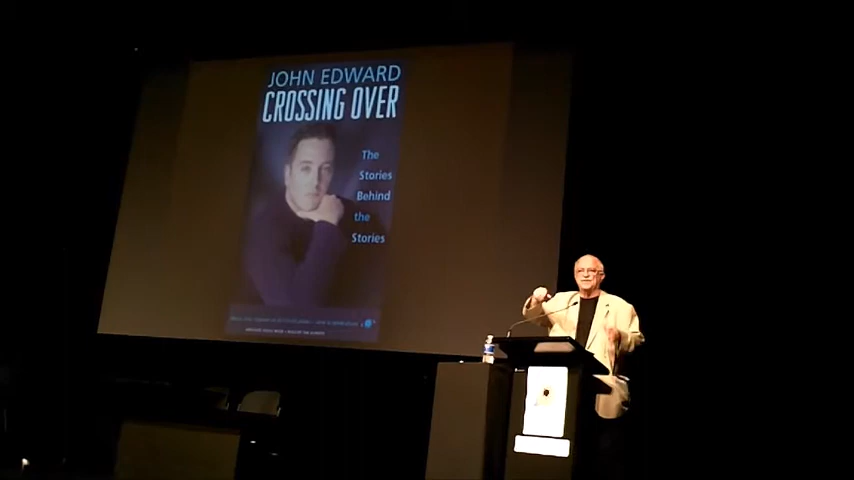 JOHN EDWARD
CROSSING OVER
The
Stories
Behind
the
Stories